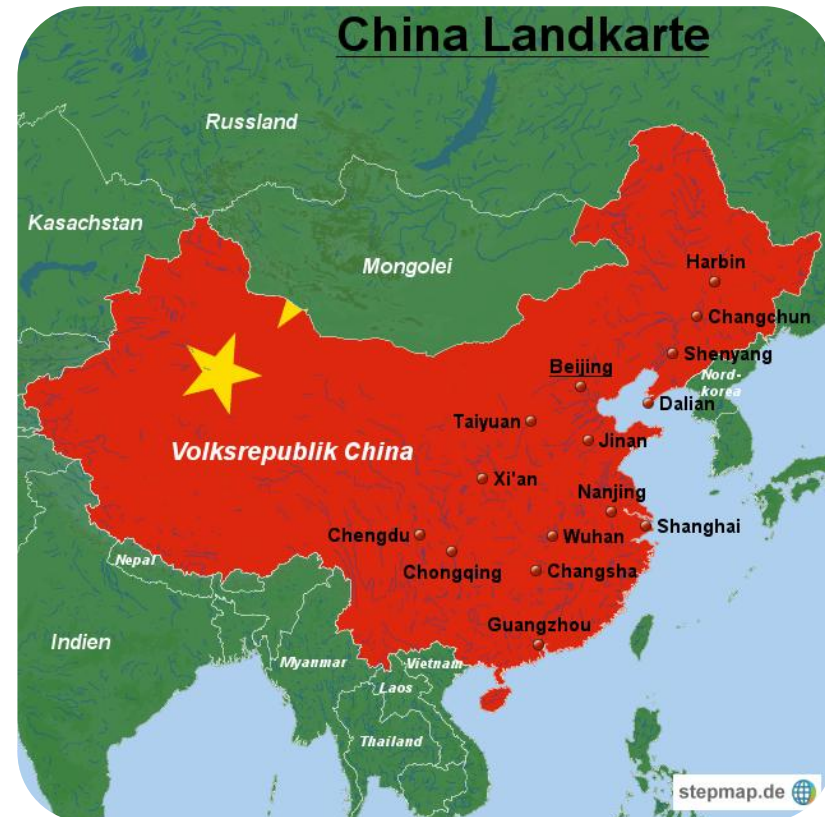 China Landkarte
Russland
Kasachstan
Mongolei
Harbin
Changchun
Shenyang
Beijing
Nord-
korea
Dalian
Taiyuan
Jinan
Volksrepublik China
Xi'an
Nanjing
Shanghai
Chengdu
Wuhan
Nepal
Chongqing
Changsha
Guangzhou
Indien
Myanmar
Vietnam
Laos
Thailand
stepmap.de